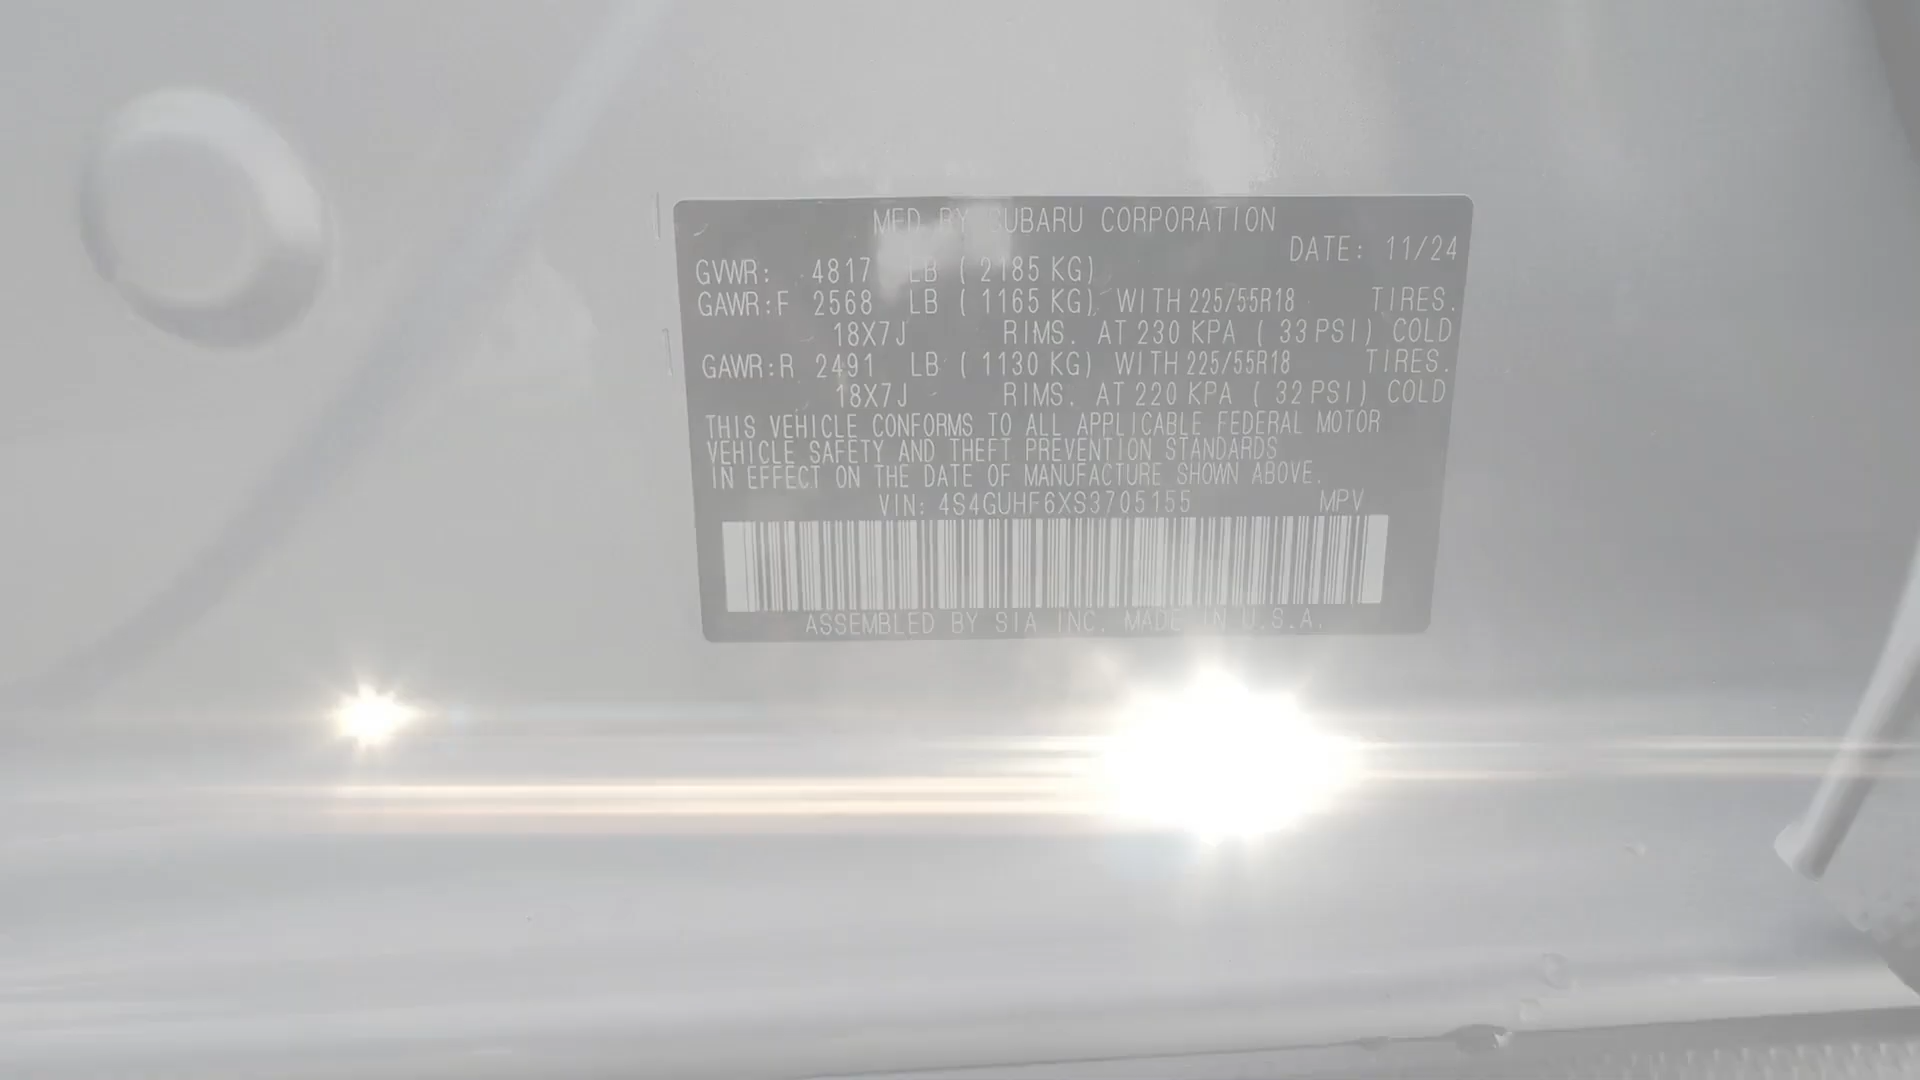 MFD BY SUBARU CORPORATION
DATE: 11/24
GVWR: 4817 LB ( 2185 KG)
GAWR:F 2568 LB ( 1165 KG) WITH 225/55R18 TIRES.
18X7J RIMS. AT 230 KPA ( 33 PSI) COLD
GAWR:R 2491 LB ( 1130 KG) WITH 225/55R18 TIRES.
18X7J RIMS. AT 220 KPA ( 32 PSI) COLD
THIS VEHICLE CONFORMS TO ALL APPLICABLE FEDERAL MOTOR
VEHICLE SAFETY AND THEFT PREVENTION STANDARDS
IN EFFECT ON THE DATE OF MANUFACTURE SHOWN ABOVE.
VIN: 4S4GUHF6XS3705155 MPV
ASSEMBLED BY SIA INC. MADE IN U.S.A.